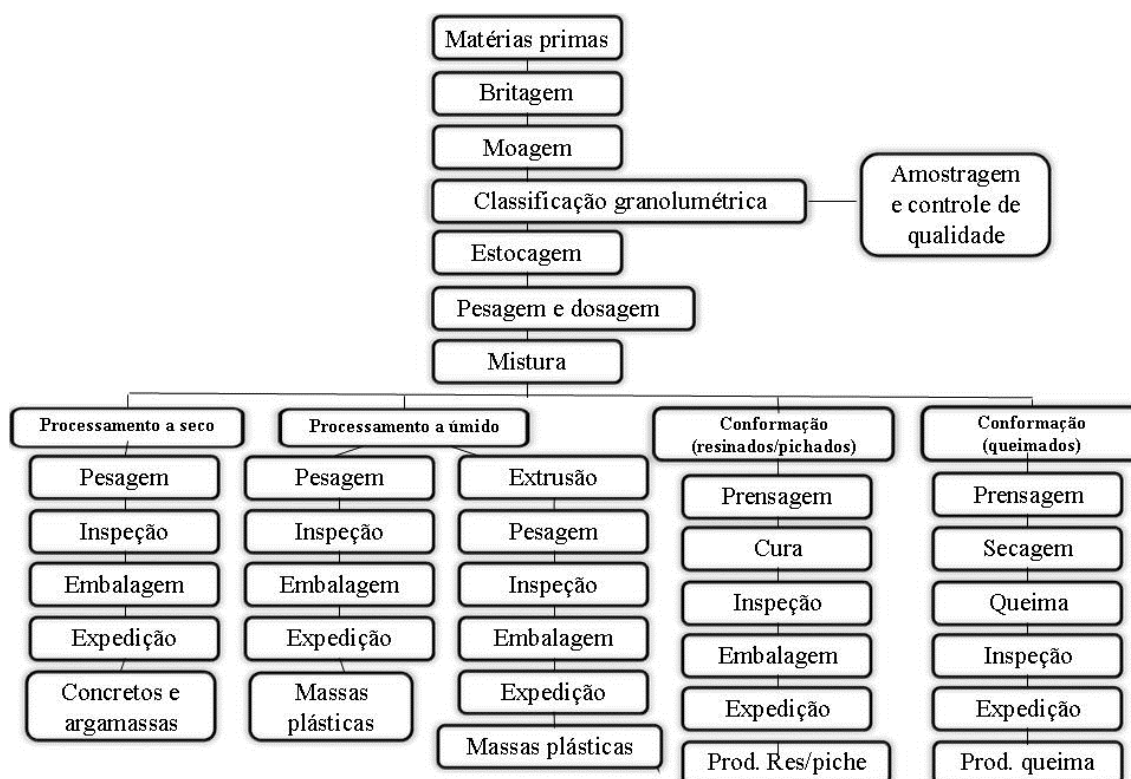 Matérias primas
Britagem
Moagem
Classificação granolumétrica
Amostragem
e controle de
qualidade
Estocagem
Pesagem e dosagem
Mistura
Processamento a seco
Pesagem
Inspeção
Embalagem
Expedição
Concretos e
argamassas
Processamento a úmido
Pesagem
Inspeção
Embalagem
Expedição
Massas
plásticas
Extrusão
Pesagem
Inspeção
Embalagem
Expedição
Massas plásticas
Conformação
(resinados/pichados)
Prensagem
Cura
Inspeção
Embalagem
Expedição
Prod. Res/piche
Conformação
(queimados)
Prensagem
Secagem
Queima
Inspeção
Expedição
Prod. queima